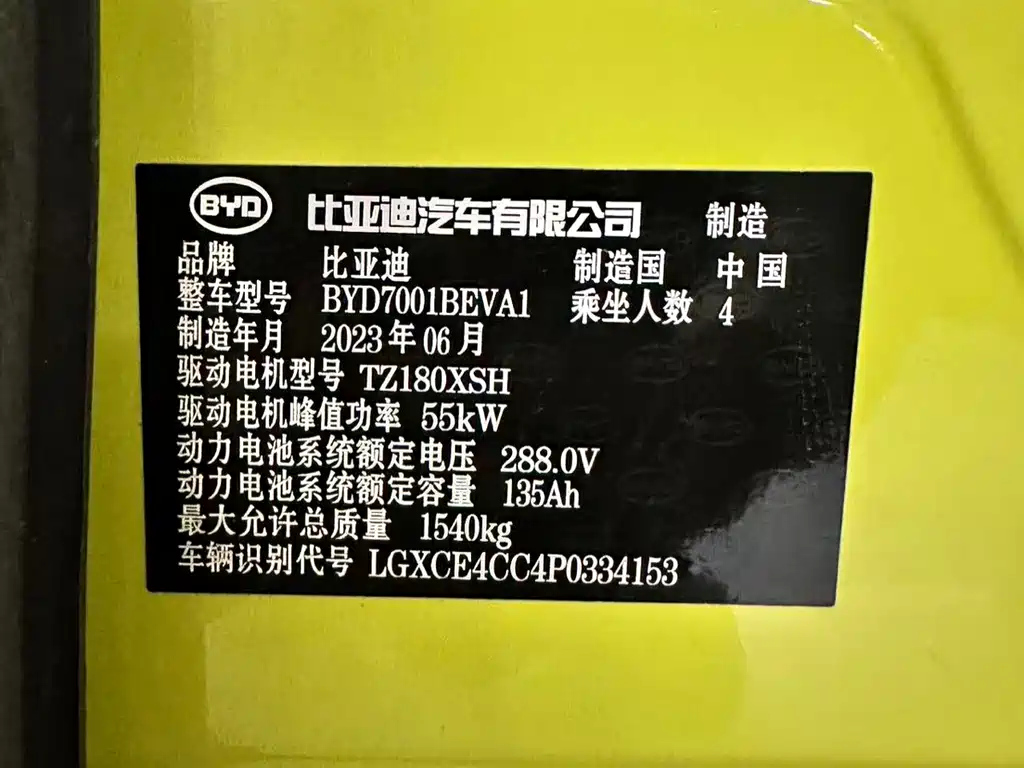 BYD 比亚迪汽车有限公司 制造
品牌 比亚迪 制造国 中国
整车型号 BYD7001BEVA1 乘坐人数 4
制造年月 2023年06月
驱动电机型号 TZ180XSH
驱动电机峰值功率 55kW
动力电池系统额定电压 288.0V
动力电池系统额定容量 135Ah
最大允许总质量 1540kg
车辆识别代号 LGXCE4CC4P0334153